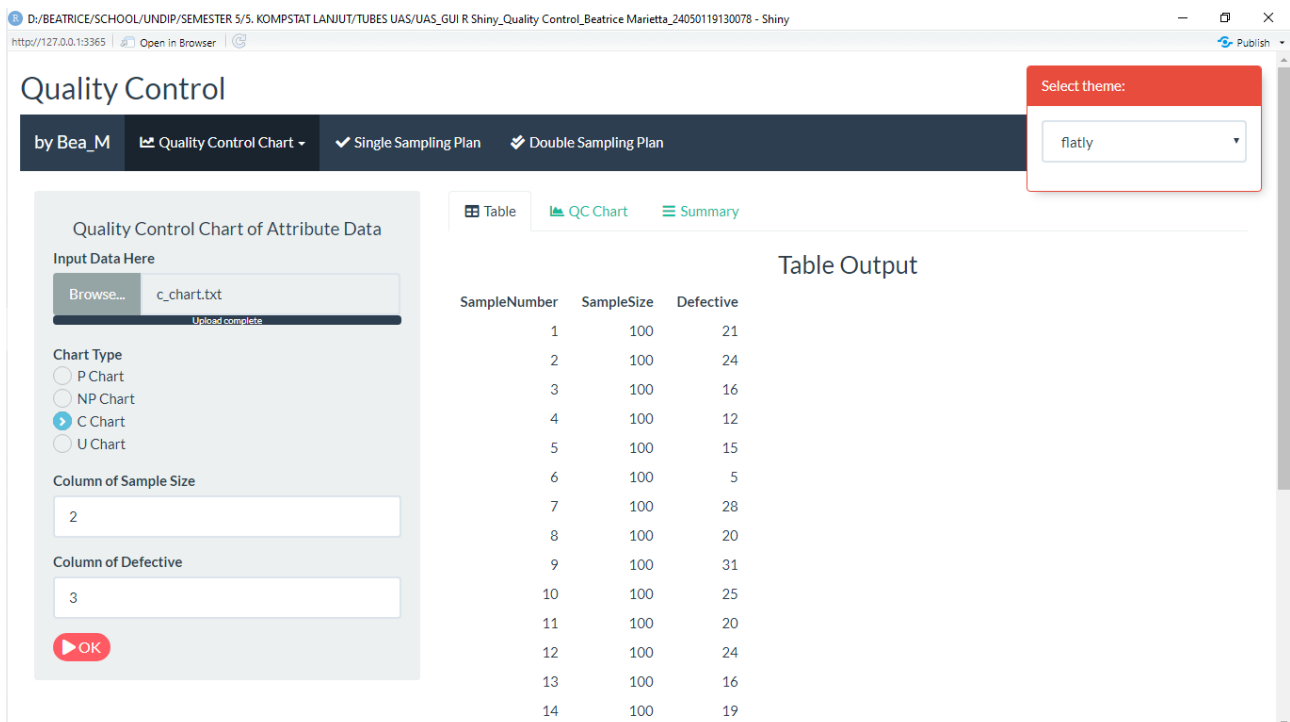 D:/BEATRICE/SCHOOL/UNDIP/SEMESTER 5/5. KOMPSTAT LANJUT/TUBES UAS/UAS_GUI R Shiny_Quality Control_Beatrice Marietta_24050119130078 - Shiny
http://127.0.0.1:3365 Open in Browser Publish
Quality Control
Select theme:
flatly
by Bea_M Quality Control Chart Single Sampling Plan Double Sampling Plan
Quality Control Chart of Attribute Data
Input Data Here
Browse... c_chart.txt
Upload complete
Chart Type
P Chart
NP Chart
C Chart
U Chart
Column of Sample Size
2
Column of Defective
3
OK
Table QC Chart Summary
Table Output
SampleNumber SampleSize Defective
1 100 21
2 100 24
3 100 16
4 100 12
5 100 15
6 100 5
7 100 28
8 100 20
9 100 31
10 100 25
11 100 20
12 100 24
13 100 16
14 100 19